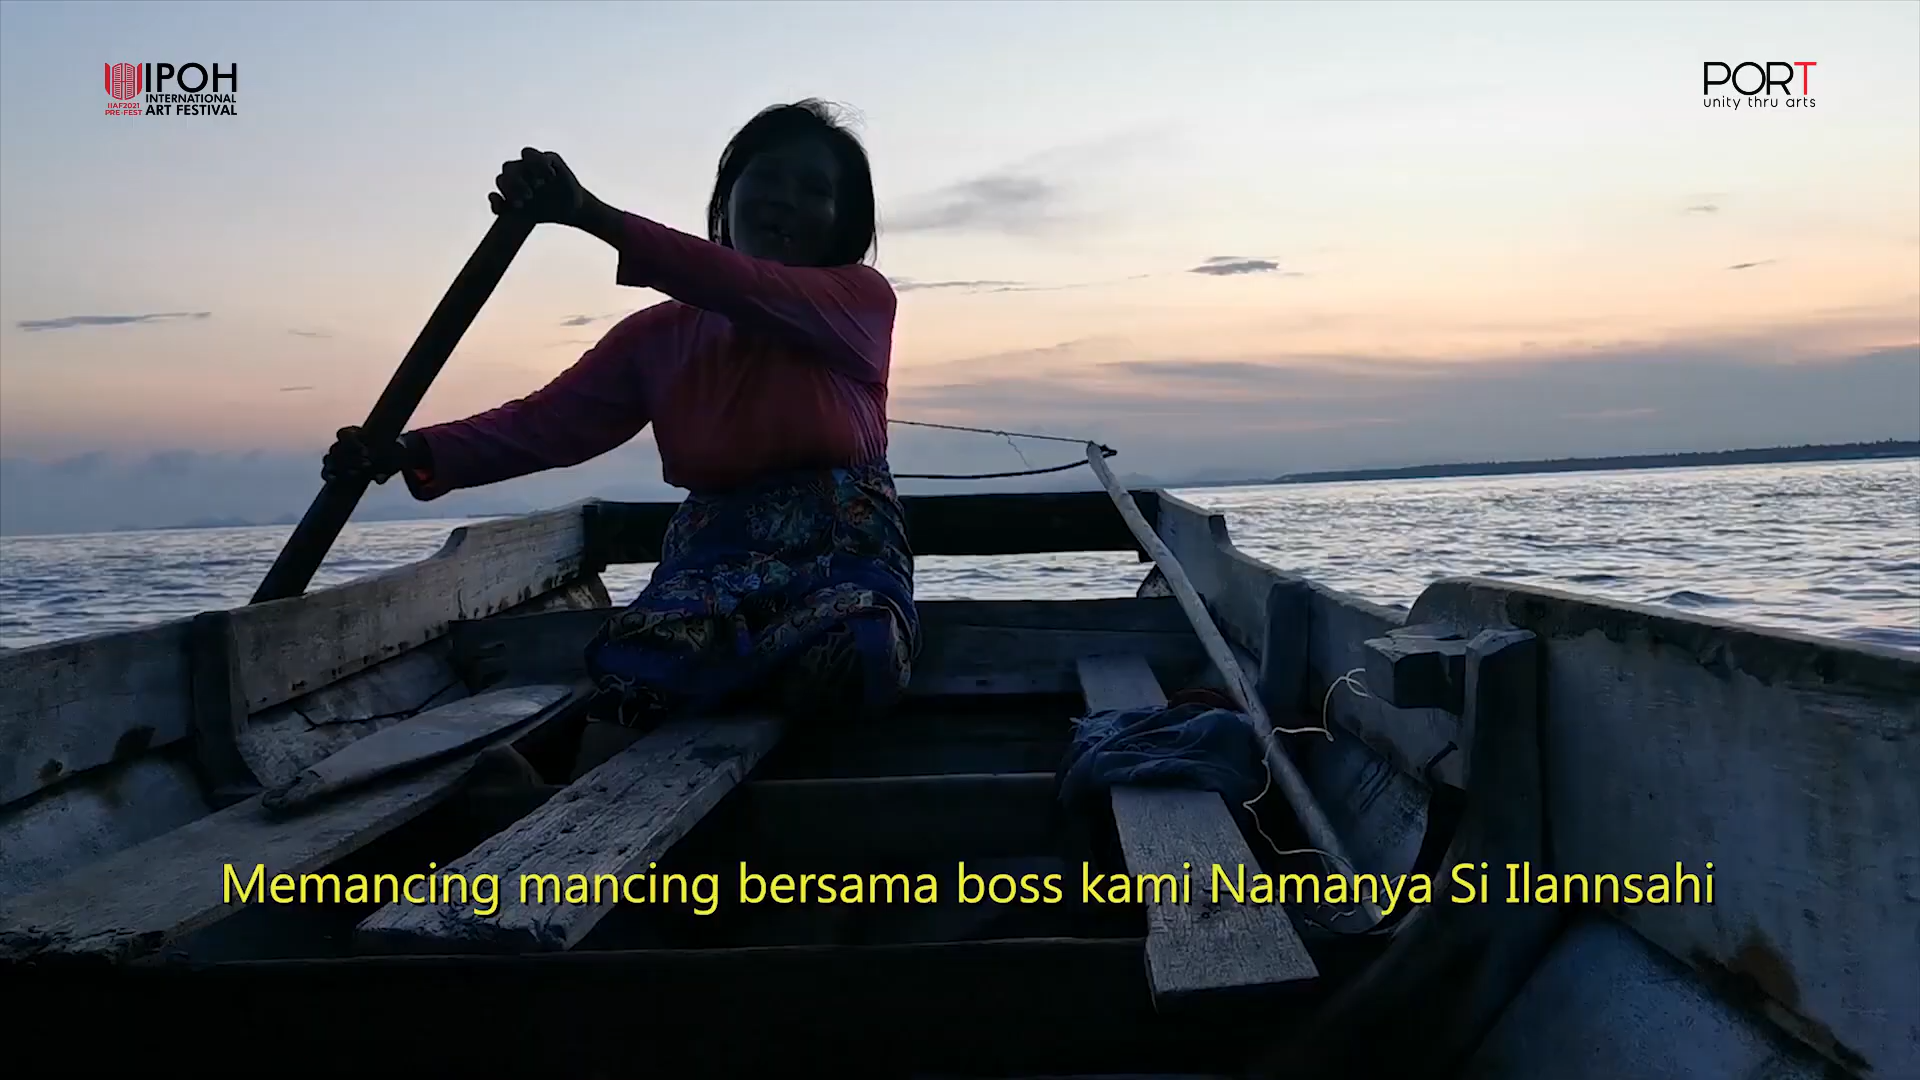 IPOH
INTERNATIONAL
ART FESTIVAL
IIAF2021
PRE-FEST
PORT
unity thru arts
Memancing mancing bersama boss kami Namanya Si Ilannsahi